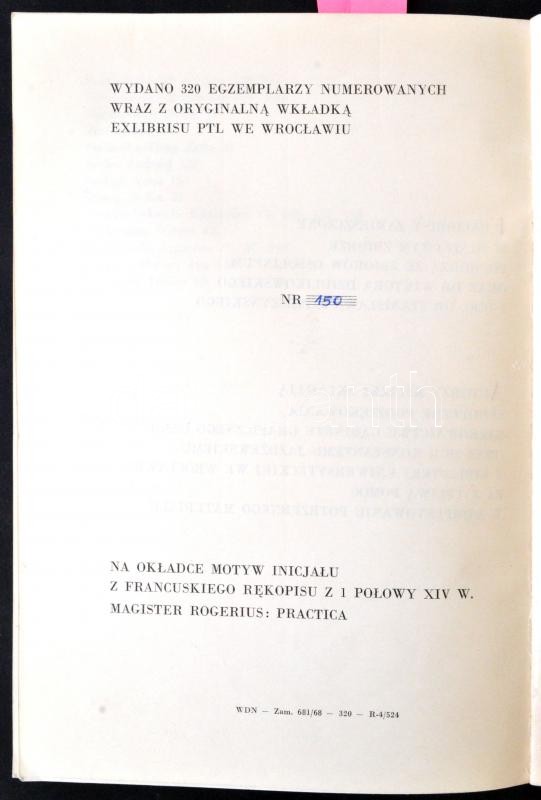 WYDANO 320 EGZEMPLARZY NUMEROWANYCH
WRAZ Z ORYGINALNĄ WKŁADKĄ
EXLIBRISU PTL WE WROCŁAWIU
NR 150
NA OKŁADCE MOTYW INICJAŁU
Z FRANCUSKIEGO RĘKOPISU Z 1 POŁOWY XIV W.
MAGISTER ROGERIUS: PRACTICA
WDN — Zam. 681/68 — 320 — R-4/524